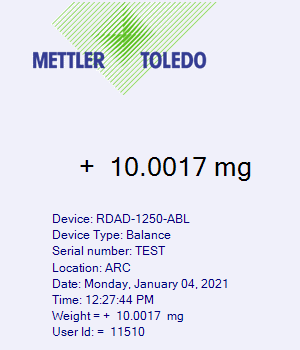 METTLER TOLEDO
+ 10.0017 mg
Device: RDAD-1250-ABL
Device Type: Balance
Serial number: TEST
Location: ARC
Date: Monday, January 04, 2021
Time: 12:27:44 PM
Weight = + 10.0017 mg
User Id: = 11510